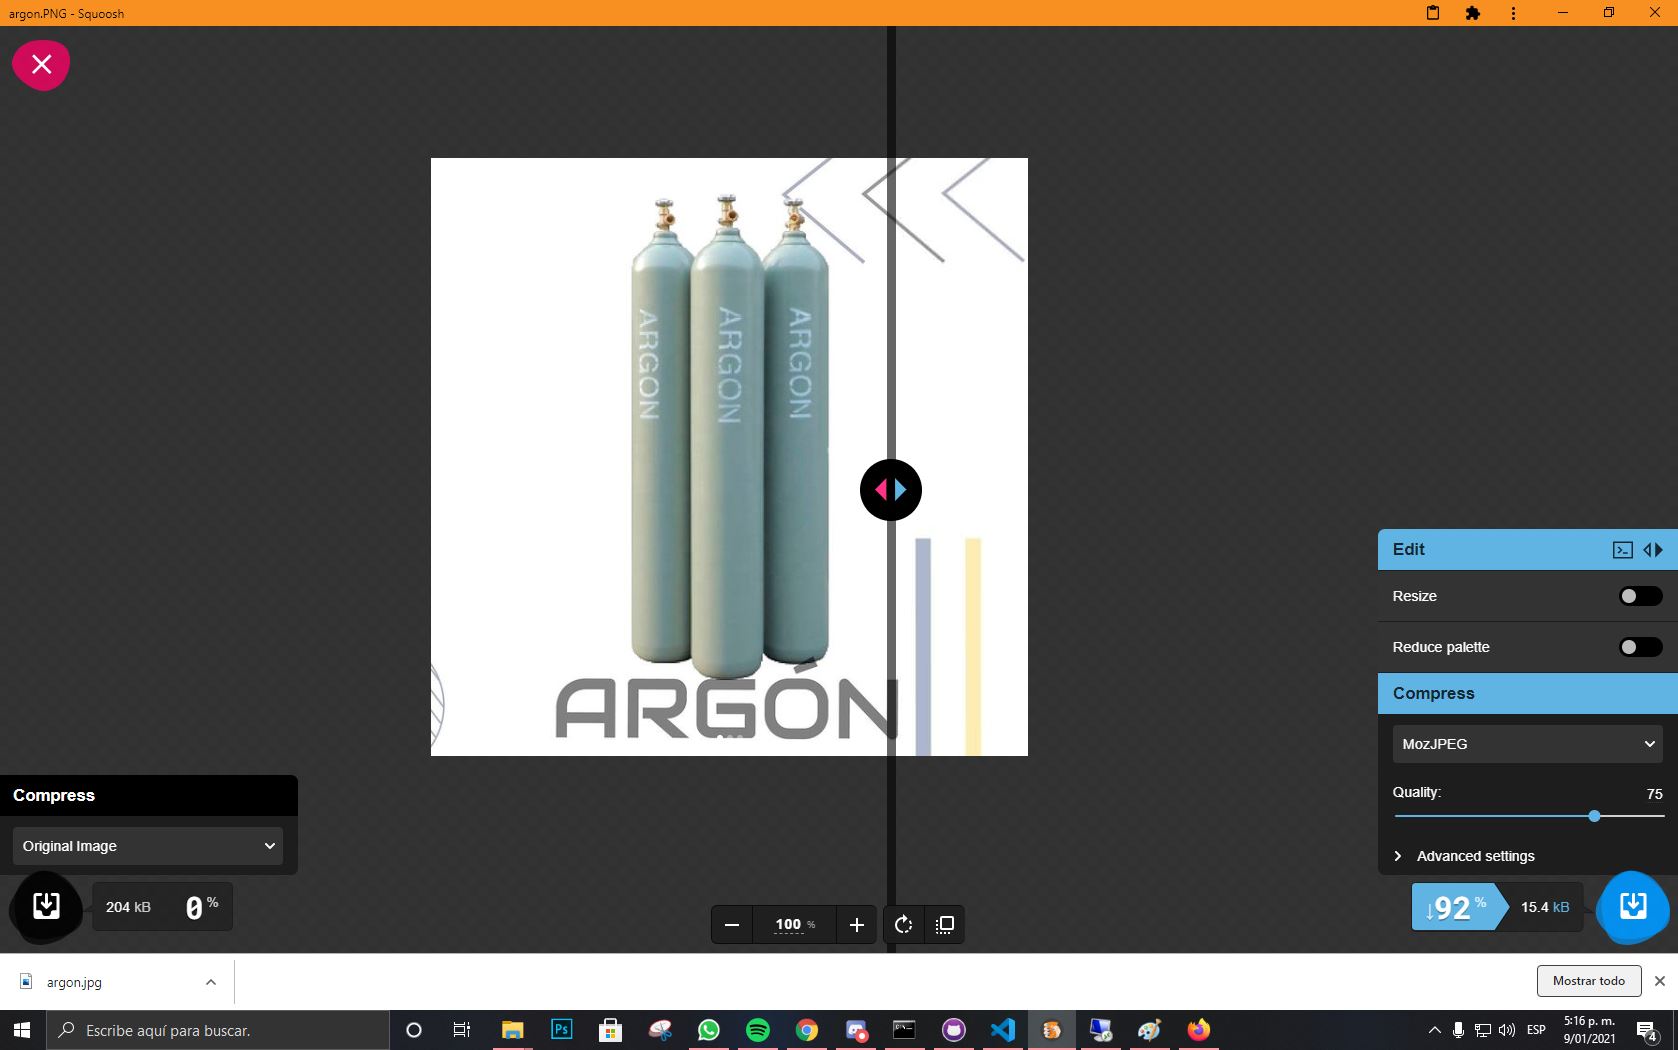 argon.PNG - Squoosh
ARGON
ARGON
ARGON
ARGÓN
Edit
Resize
Reduce palette
Compress
MozJPEG
Quality:
75
Advanced settings
Compress
Original Image
204 kB
0 %
100 %
↓92 %
15.4 kB
argon.jpg
Mostrar todo
Escribe aquí para buscar.
Ps
ESP
5:16 p. m.
9/01/2021
4